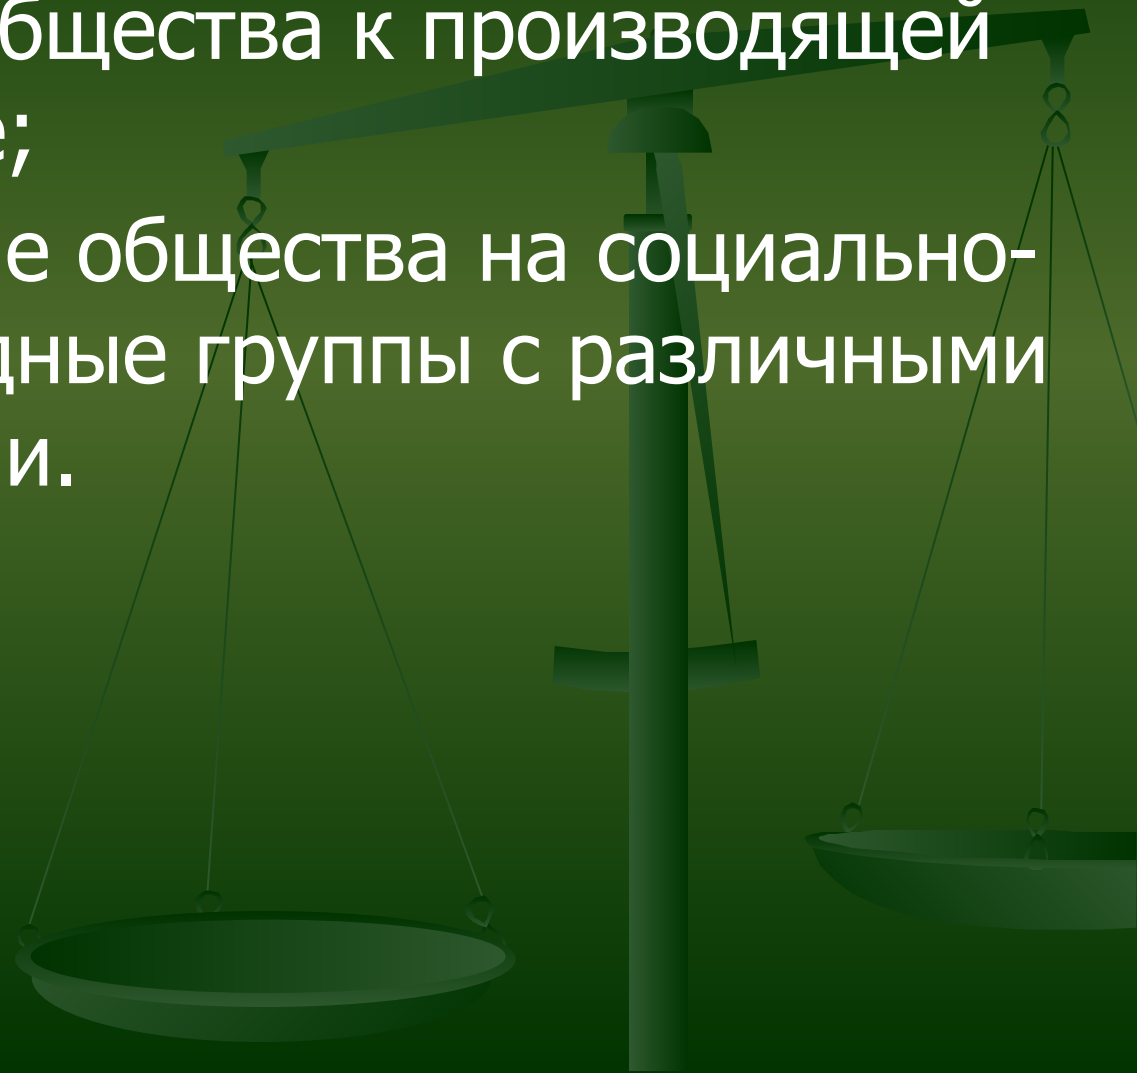 бщества к производящей
е;
е общества на социально-
дные группы с различными
и.